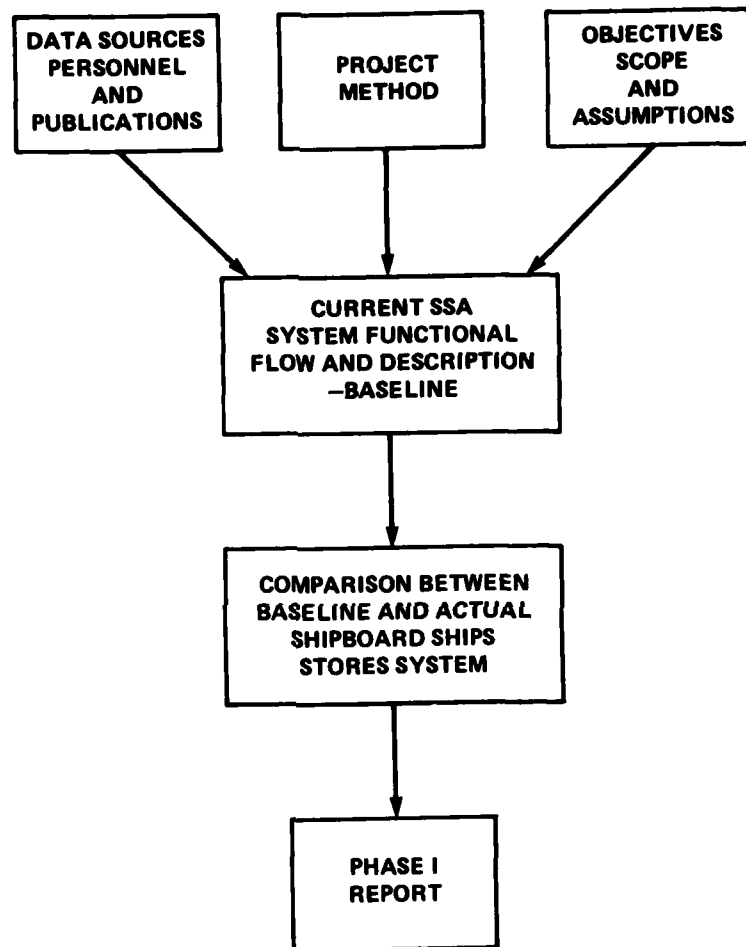 DATA SOURCES
PERSONNEL
AND
PUBLICATIONS
PROJECT
METHOD
OBJECTIVES
SCOPE
AND
ASSUMPTIONS
CURRENT SSA
SYSTEM FUNCTIONAL
FLOW AND DESCRIPTION
—BASELINE
COMPARISON BETWEEN
BASELINE AND ACTUAL
SHIPBOARD SHIPS
STORES SYSTEM
PHASE I
REPORT